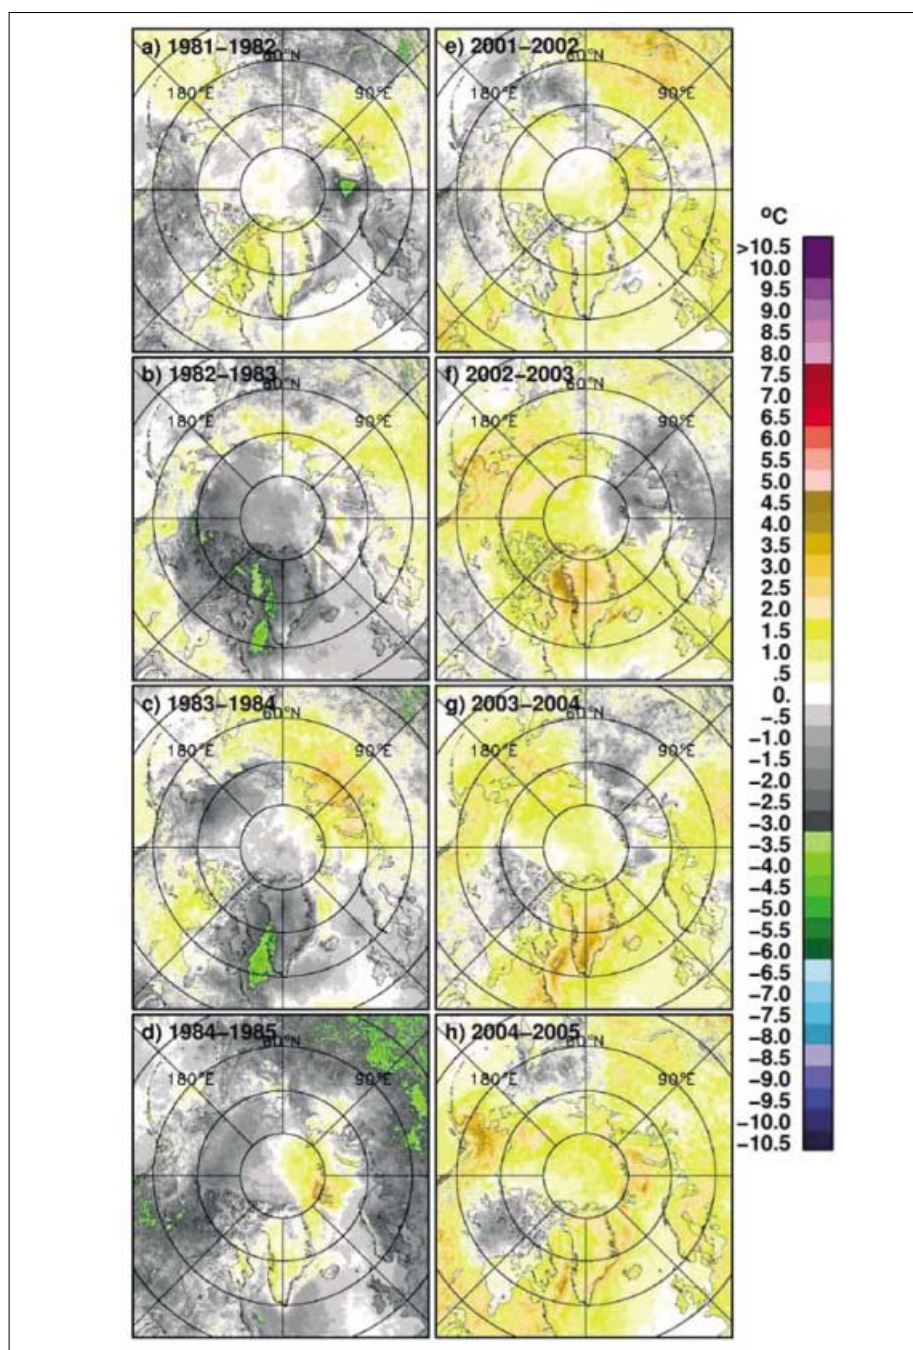 a) 1981–1982
60°N
180°E
90°E
e) 2001–2002
60°N
180°E
90°E
b) 1982–1983
60°N
180°E
90°E
f) 2002–2003
60°N
180°E
90°E
c) 1983–1984
60°N
180°E
90°E
g) 2003–2004
60°N
180°E
90°E
d) 1984–1985
60°N
180°E
90°E
h) 2004–2005
60°N
180°E
90°E
°C
>10.5
10.0
9.5
9.0
8.5
8.0
7.5
7.0
6.5
6.0
5.5
5.0
4.5
4.0
3.5
3.0
2.5
2.0
1.5
1.0
.5
0.
-.5
-1.0
-1.5
-2.0
-2.5
-3.0
-3.5
-4.0
-4.5
-5.0
-5.5
-6.0
-6.5
-7.0
-7.5
-8.0
-8.5
-9.0
-9.5
-10.0
-10.5